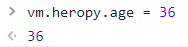 > vm.heropy.age = 36
< 36